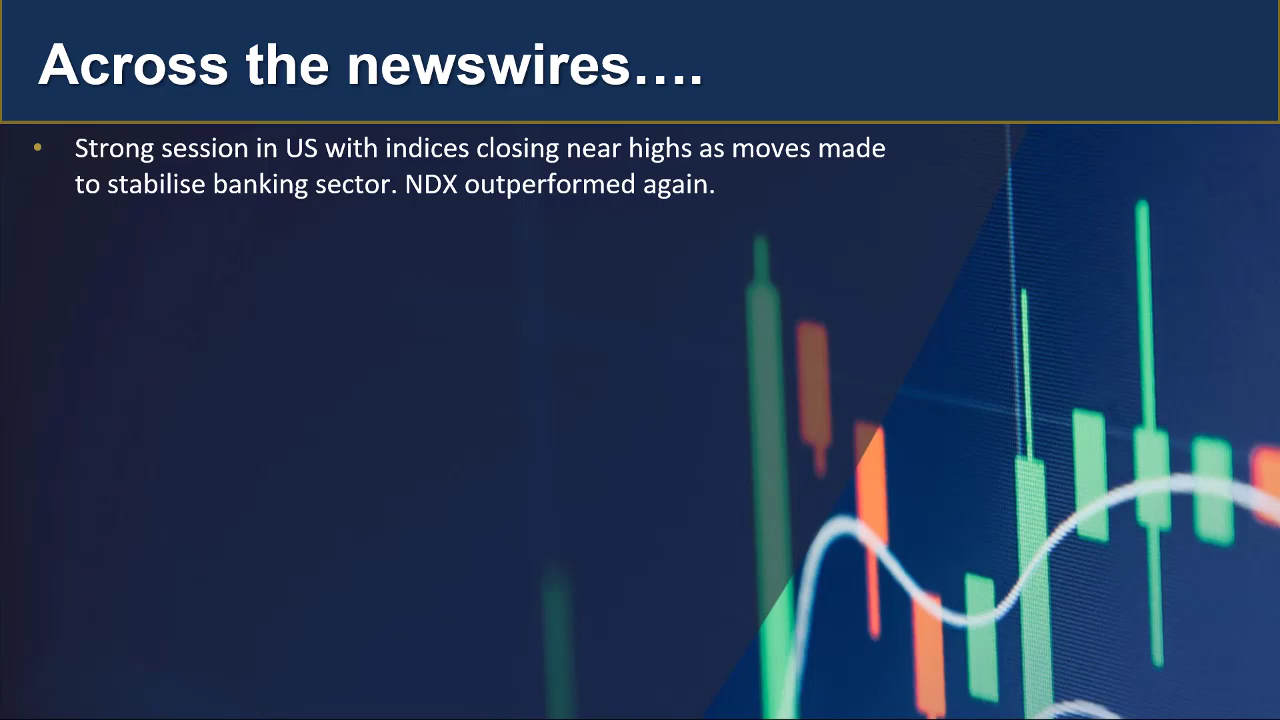 Across the newswires….
• Strong session in US with indices closing near highs as moves made
to stabilise banking sector. NDX outperformed again.